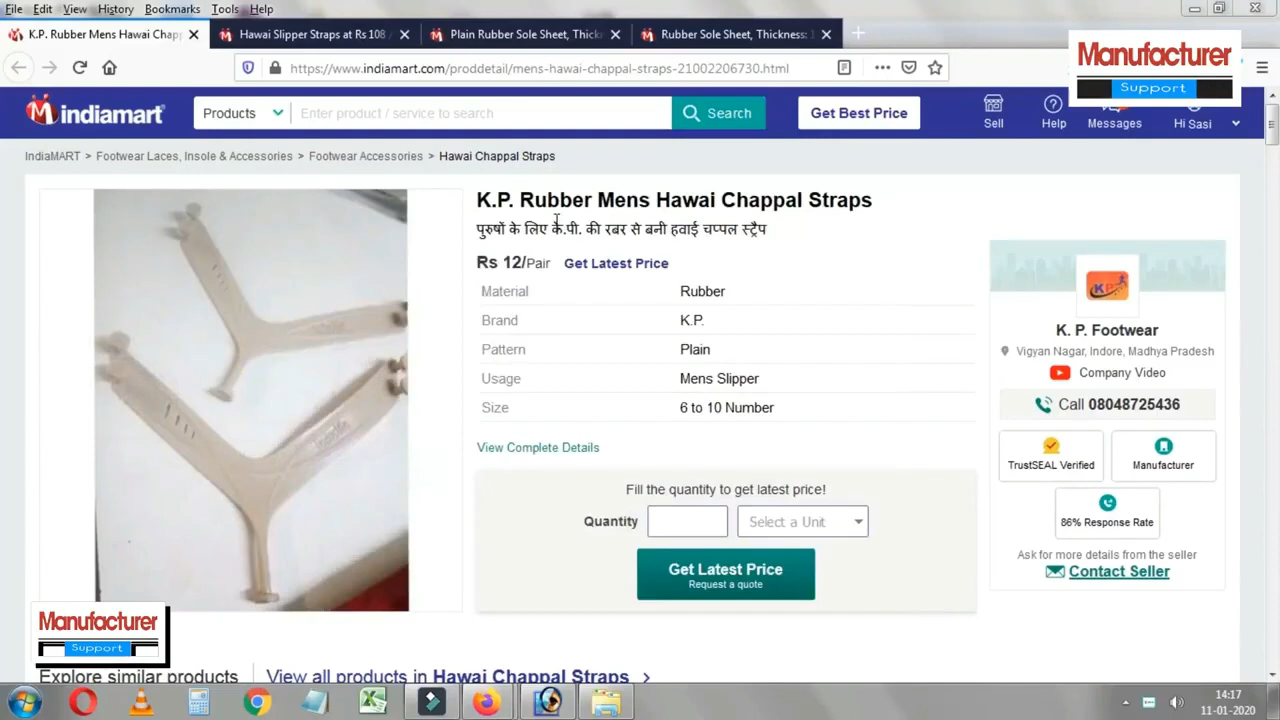 File Edit View History Bookmarks Tools Help
K.P. Rubber Mens Hawai Chapp
Hawai Slipper Straps at Rs 108 /
Plain Rubber Sole Sheet, Thickn
Rubber Sole Sheet, Thickness: 1
https://www.indiamart.com/proddetail/mens-hawai-chappal-straps-21002206730.html
Manufacturer
Support
indiamart
Products
Enter product / service to search
Search
Get Best Price
Sell
Help
Messages
Hi Sasi
IndiaMART > Footwear Laces, Insole & Accessories > Footwear Accessories > Hawai Chappal Straps
K.P. Rubber Mens Hawai Chappal Straps
पुरुषों के लिए के.पी. की रबर से बनी हवाई चप्पल स्ट्रैप
Rs 12/Pair Get Latest Price
Material Rubber
Brand K.P.
Pattern Plain
Usage Mens Slipper
Size 6 to 10 Number
View Complete Details
Fill the quantity to get latest price!
Quantity Select a Unit
Get Latest Price
Request a quote
KP
K. P. Footwear
Vigyan Nagar, Indore, Madhya Pradesh
Company Video
Call 08048725436
TrustSEAL Verified
Manufacturer
86% Response Rate
Ask for more details from the seller
Contact Seller
Manufacturer
Support
Explore similar products
View all products in Hawai Chappal Straps >
14:17
11-01-2020